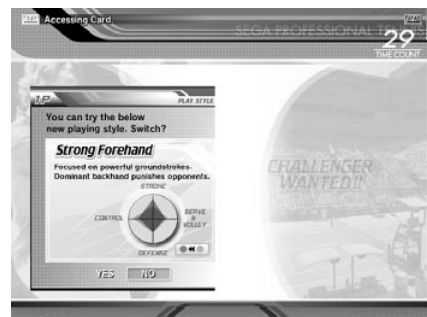 1P Accessing Card.
SEGA PROFESSIONAL TENNIS
29
TIME COUNT
1P
PLAY STYLE
You can try the below
new playing style. Switch?
Strong Forehand
Focused on powerful groundstrokes.
Dominant backhand punishes opponents.
STROKE
CONTROL
SERVE
&
VOLLEY
DEFENSE
YES NO
CHALLENGER
WANTED!!